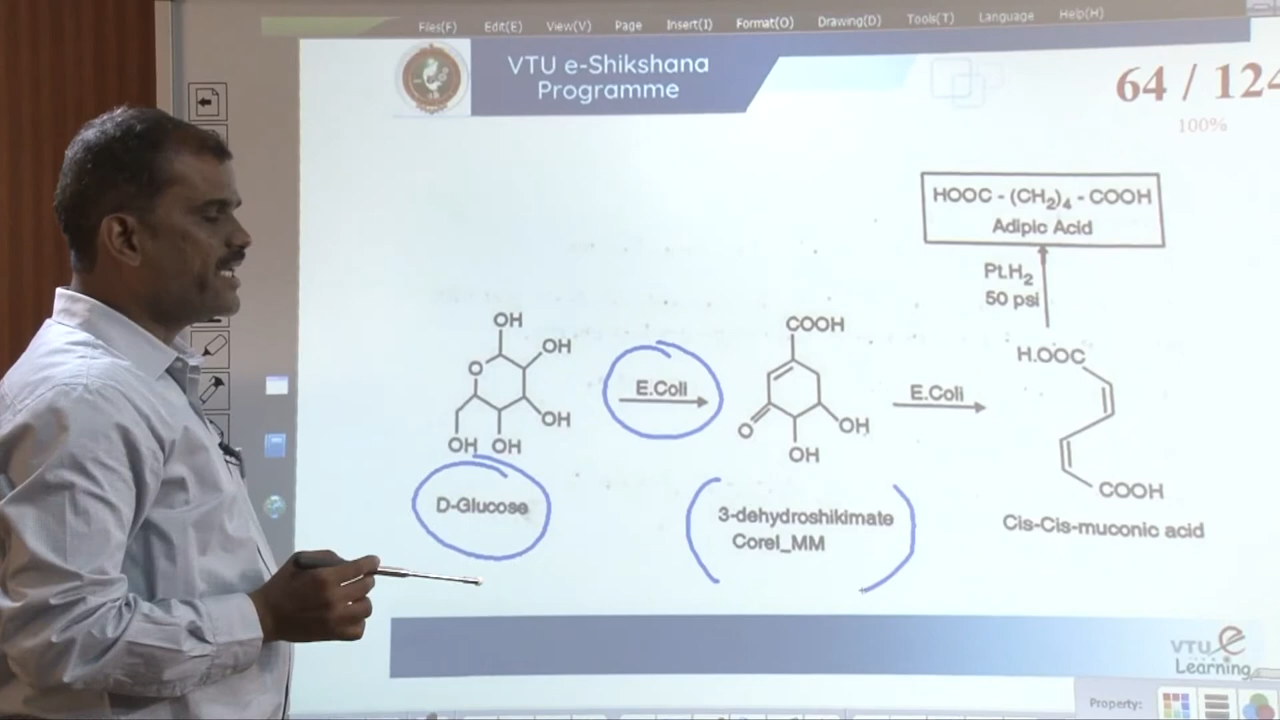 Files(F) Edit(E) View(V) Page Insert(I) Format(O) Drawing(D) Tools(T) Language Help(H)
VTU e-Shikshana
Programme
64 / 124
100%
HOOC - (CH₂)₄ - COOH
Adipic Acid
Pt.H₂
50 psi
OH
OH
O
OH
OH OH
D-Glucose
E.Coli
COOH
O
OH
OH
3-dehydroshikimate
Corel_MM
E.Coli
H.OOC
COOH
Cis-Cis-muconic acid
VTU e
Learning
Property: